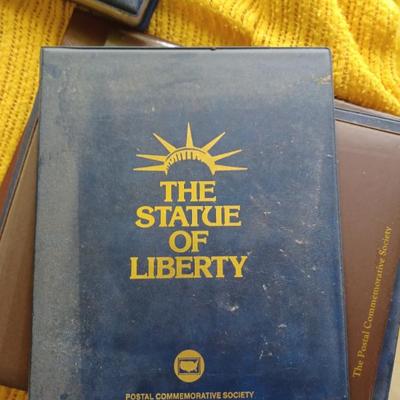 THE
STATUE
OF
LIBERTY
POSTAL COMMEMORATIVE SOCIETY
The Postal Commemorative Society